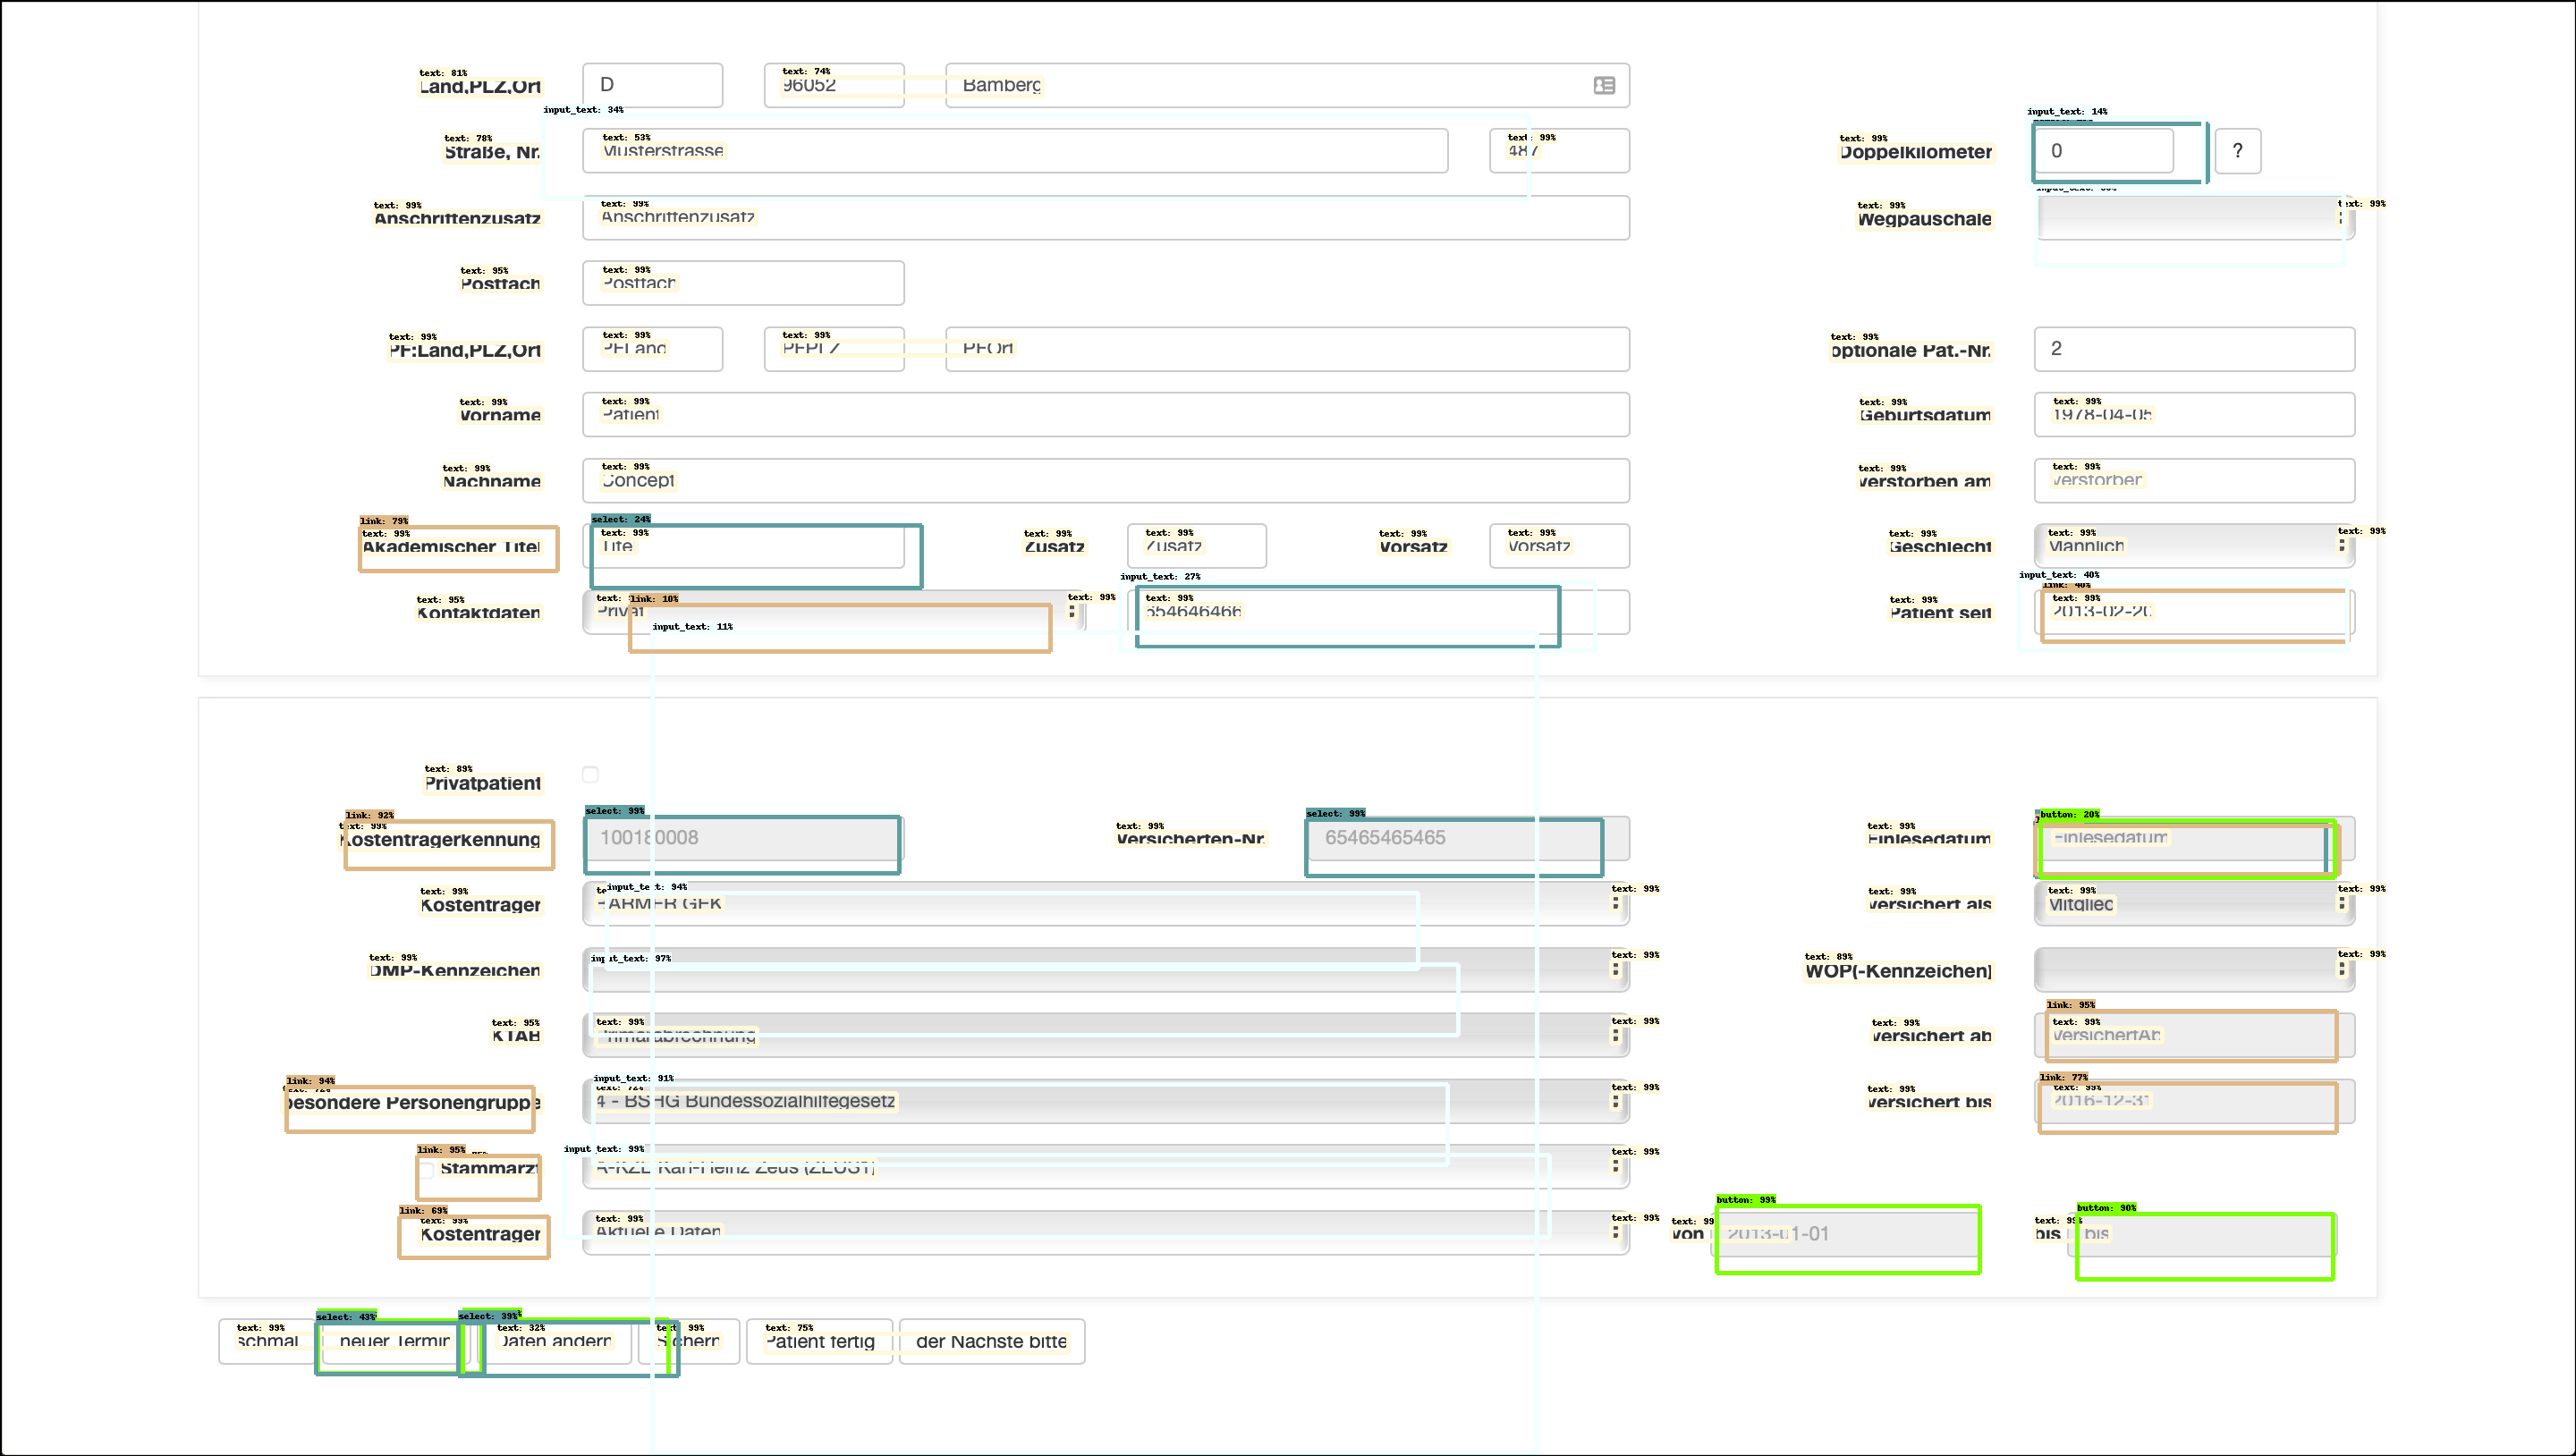 text: 81% text: 74%
Land,PLZ,Ort D 96052 Bamberg
input_text: 34% input_text: 14%
text: 78% text: 53% text: 99% text: 99%
Straße, Nr. Musterstrasse 487 Doppelkilometer 0 ?
text: 99% text: 99% text: 99% text: 99%
Anschriftenzusatz Anschriftenzusatz Wegpauschale
text: 95% text: 99%
Postfach Postfach
text: 99% text: 99% text: 99% text: 99%
PF:Land,PLZ,Ort PFLand PFPLZ PFOrt optionale Pat.-Nr. 2
text: 99% text: 99% text: 99% text: 99%
Vorname Patient Geburtsdatum 1978-04-05
text: 99% text: 99% text: 99% text: 99%
Nachname Concept verstorben am verstorben
link: 79% select: 24%
text: 99% text: 99% text: 99% text: 99% text: 99% text: 99% text: 99% text: 99% text: 99%
Akademischer Titel Zusatz Zusatz Vorsatz Vorsatz Geschlecht Männlich
input_text: 27% input_text: 40%
link: 40%
text: 95% text: link: 10% text: 99% text: 99% text: 99% text: 99%
Kontaktdaten Privat 554646466 Patient seit 2013-02-20
input_text: 11%
text: 89%
Privatpatient
link: 92% select: 99% select: 99% button: 20%
text: 99% text: 99% text: 99%
Kostenträgerkennung 100180008 Versicherten-Nr. 65465465465 Einlesedatum Einlesedatum
text: 99% input_text: 94% text: 99% text: 99% text: 99% text: 99%
Kostenträger BARMER GEK versichert als Mitglied
text: 99% input_text: 97% text: 99% text: 89% text: 99%
DMP-Kennzeichen WOP(-Kennzeichen)
link: 95%
text: 95% text: 99% text: 99% text: 99% text: 99%
KTAB Primärabrechnung versichert ab VersichertAb
link: 94% input_text: 91% link: 77%
text: 72% text: 72% text: 99% text: 99% text: 99%
besondere Personengruppe 4 - BSHG Bundessozialhilfegesetz versichert bis 2016-12-31
link: 95% input_text: 99% text: 99%
Stammarzt A-KZL Karl-Heinz Zeus (ZEUS1)
link: 69% button: 99% button: 90%
text: 99% text: 99% text: 99% text: 99 text: 99%
Kostenträger Aktuelle Daten von 2013-01-01 bis bis
select: 43% select: 39%
text: 99% text: 32% text: 99% text: 75%
schmal neuer Termin Daten ändern Sichern Patient fertig der Nächste bitte